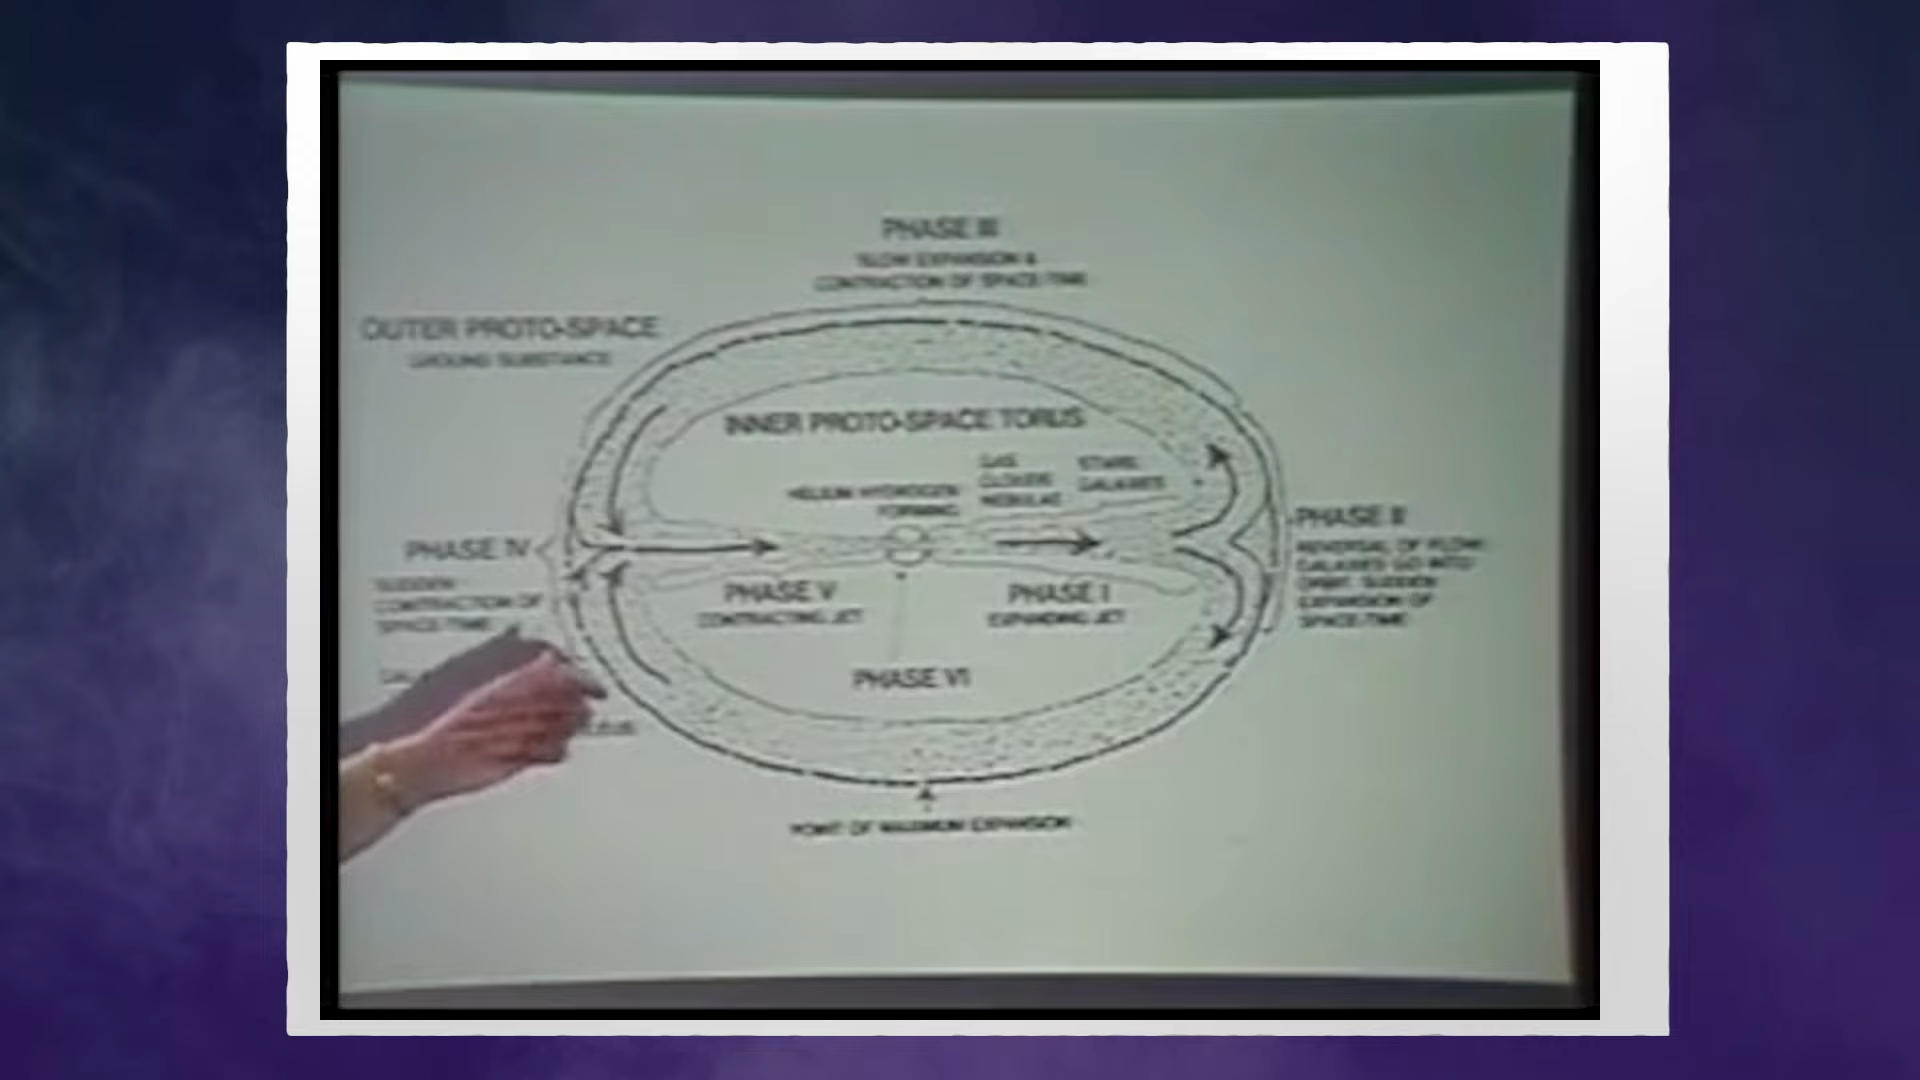 PHASE III
SLOW EXPANSION &
CONTRACTION OF SPACE-TIME
OUTER PROTO-SPACE
GROUND SUBSTANCE
INNER PROTO-SPACE TORUS
HELIUM HYDROGEN
FORMING
GAS
CLOUDS
NEBULAE
STARS
GALAXIES
PHASE IV
SUDDEN
CONTRACTION OF
SPACE-TIME
PHASE V
CONTRACTING JET
PHASE I
EXPANDING JET
PHASE II
REVERSAL OF FLOW
GALAXIES GO INTO
ORBIT. SUDDEN
EXPANSION OF
SPACE-TIME
PHASE VI
POINT OF MAXIMUM EXPANSION